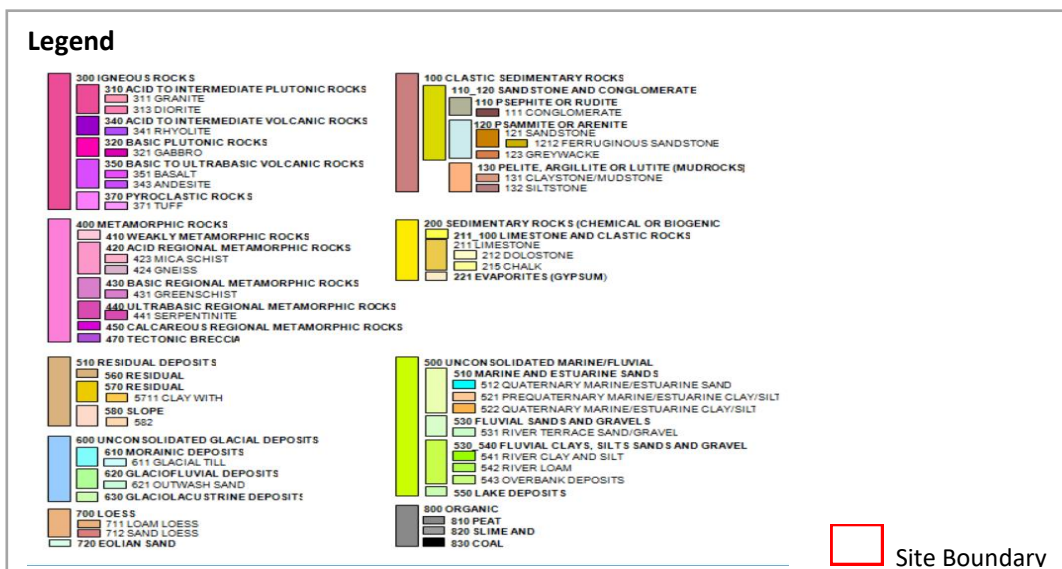 Legend
300 IGNEOUS ROCKS
310 ACID TO INTERMEDIATE PLUTONIC ROCKS
311 GRANITE
313 DIORITE
340 ACID TO INTERMEDIATE VOLCANIC ROCKS
341 RHYOLITE
320 BASIC PLUTONIC ROCKS
321 GABBRO
350 BASIC TO ULTRABASIC VOLCANIC ROCKS
351 BASALT
343 ANDESITE
370 PYROCLASTIC ROCKS
371 TUFF
400 METAMORPHIC ROCKS
410 WEAKLY METAMORPHIC ROCKS
420 ACID REGIONAL METAMORPHIC ROCKS
423 MICA SCHIST
424 GNEISS
430 BASIC REGIONAL METAMORPHIC ROCKS
431 GREENSCHIST
440 ULTRABASIC REGIONAL METAMORPHIC ROCKS
441 SERPENTINITE
450 CALCAREOUS REGIONAL METAMORPHIC ROCKS
470 TECTONIC BRECCIA
510 RESIDUAL DEPOSITS
560 RESIDUAL
570 RESIDUAL
5711 CLAY WITH
580 SLOPE
582
600 UNCONSOLIDATED GLACIAL DEPOSITS
610 MORAINIC DEPOSITS
611 GLACIAL TILL
620 GLACIOFLUVIAL DEPOSITS
621 OUTWASH SAND
630 GLACIOLACUSTRINE DEPOSITS
700 LOESS
711 LOAM LOESS
712 SAND LOESS
720 EOLIAN SAND
100 CLASTIC SEDIMENTARY ROCKS
110_120 SANDSTONE AND CONGLOMERATE
110 PSEPHITE OR RUDITE
111 CONGLOMERATE
120 PSAMMITE OR ARENITE
121 SANDSTONE
1212 FERRUGINOUS SANDSTONE
123 GREYWACKE
130 PELITE, ARGILLITE OR LUTITE (MUDROCKS)
131 CLAYSTONE/MUDSTONE
132 SILTSTONE
200 SEDIMENTARY ROCKS (CHEMICAL OR BIOGENIC
211_100 LIMESTONE AND CLASTIC ROCKS
211 LIMESTONE
212 DOLOSTONE
215 CHALK
221 EVAPORITES (GYPSUM)
500 UNCONSOLIDATED MARINE/FLUVIAL
510 MARINE AND ESTUARINE SANDS
512 QUATERNARY MARINE/ESTUARINE SAND
521 PREQUATERNARY MARINE/ESTUARINE CLAY/SILT
522 QUATERNARY MARINE/ESTUARINE CLAY/SILT
530 FLUVIAL SANDS AND GRAVELS
531 RIVER TERRACE SAND/GRAVEL
530_540 FLUVIAL CLAYS, SILTS SANDS AND GRAVEL
541 RIVER CLAY AND SILT
542 RIVER LOAM
543 OVERBANK DEPOSITS
550 LAKE DEPOSITS
800 ORGANIC
810 PEAT
820 SLIME AND
830 COAL
Site Boundary